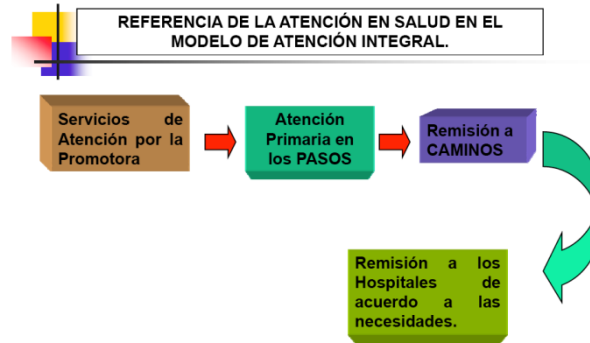 REFERENCIA DE LA ATENCIÓN EN SALUD EN EL
MODELO DE ATENCIÓN INTEGRAL.
Servicios de
Atención por la
Promotora
Atención
Primaria en
los PASOS
Remisión a
CAMINOS
Remisión a los
Hospitales de
acuerdo a las
necesidades.